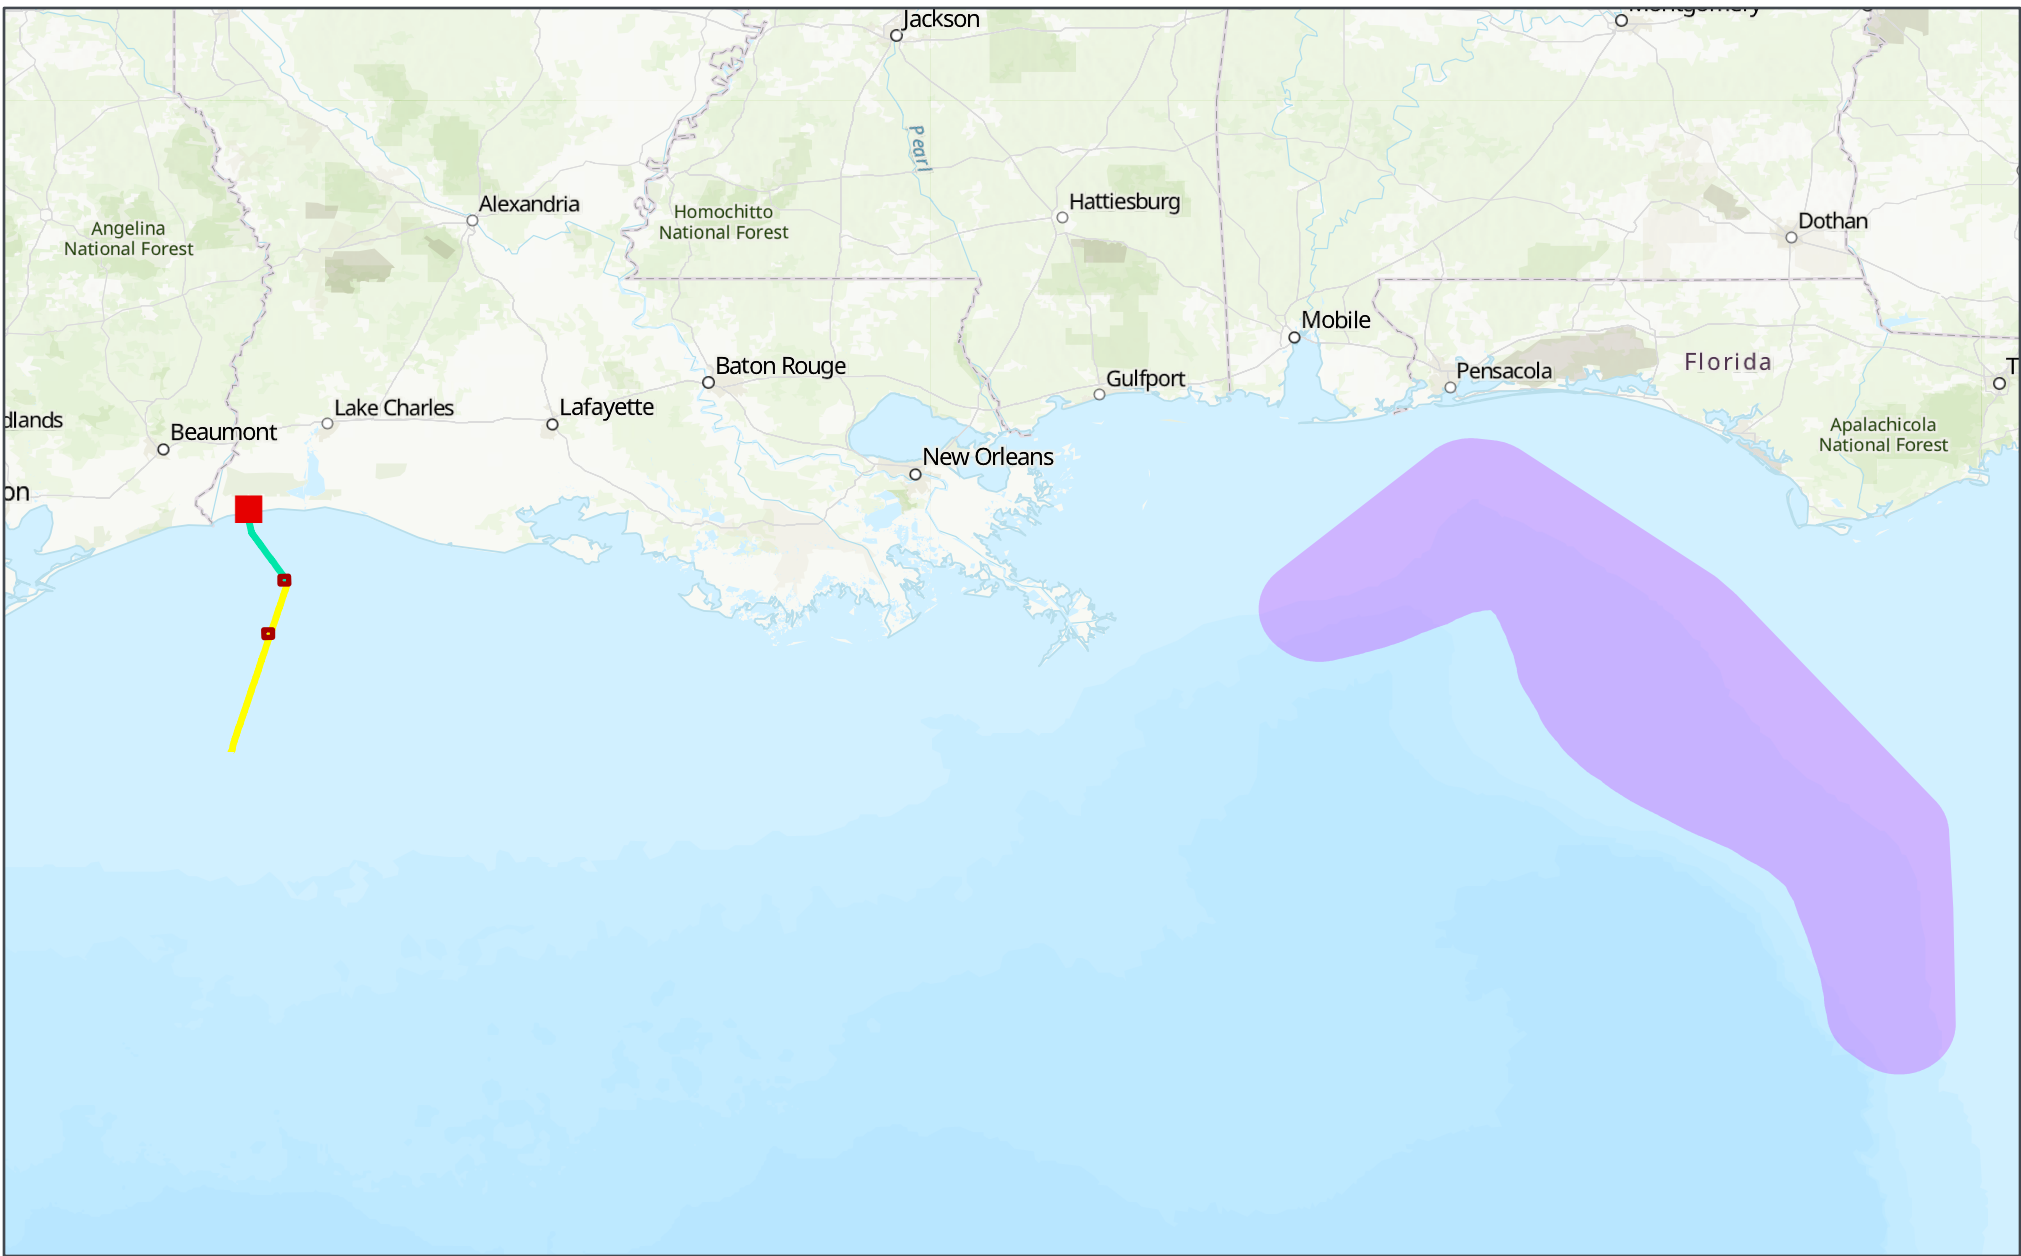 Jackson
Pearl
Alexandria
Homochitto
National Forest
Hattiesburg
Angelina
National Forest
Dothan
Mobile
Baton Rouge
Gulfport
Pensacola
Florida
Lake Charles
Lafayette
dlands
Beaumont
Apalachicola
National Forest
New Orleans
on
T